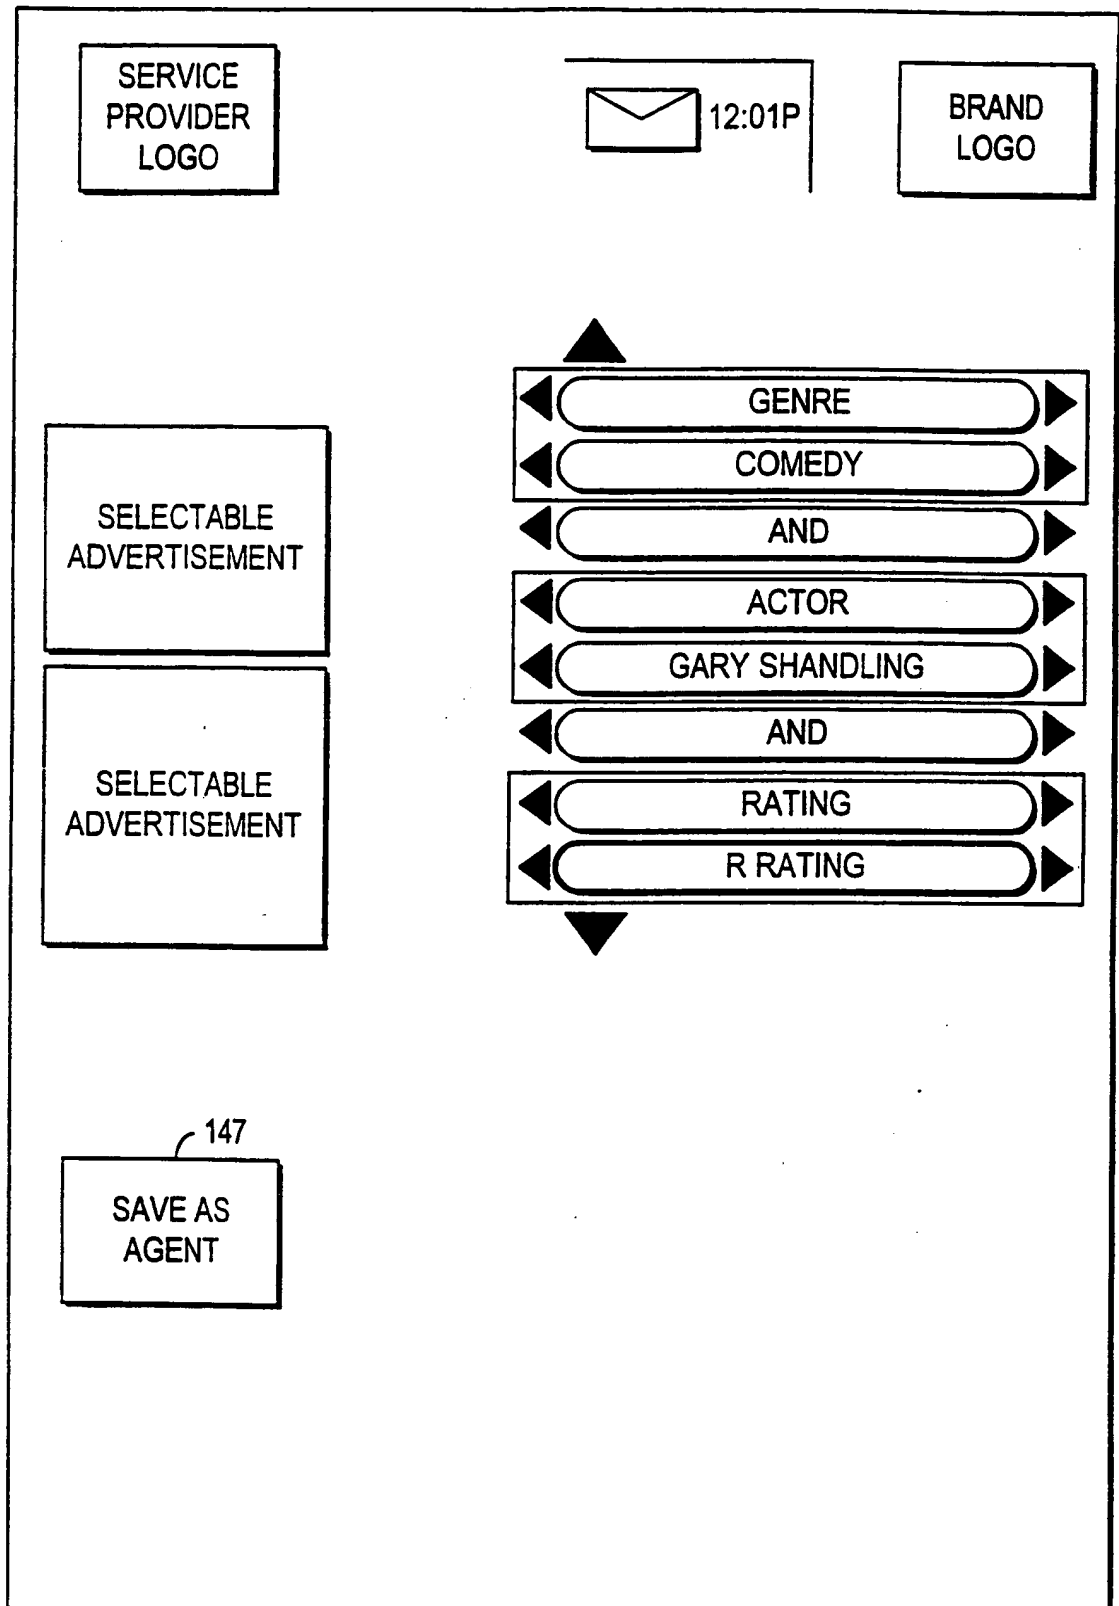 SERVICE
PROVIDER
LOGO
12:01P
BRAND
LOGO
GENRE
COMEDY
AND
ACTOR
GARY SHANDLING
AND
RATING
R RATING
SELECTABLE
ADVERTISEMENT
SELECTABLE
ADVERTISEMENT
147
SAVE AS
AGENT